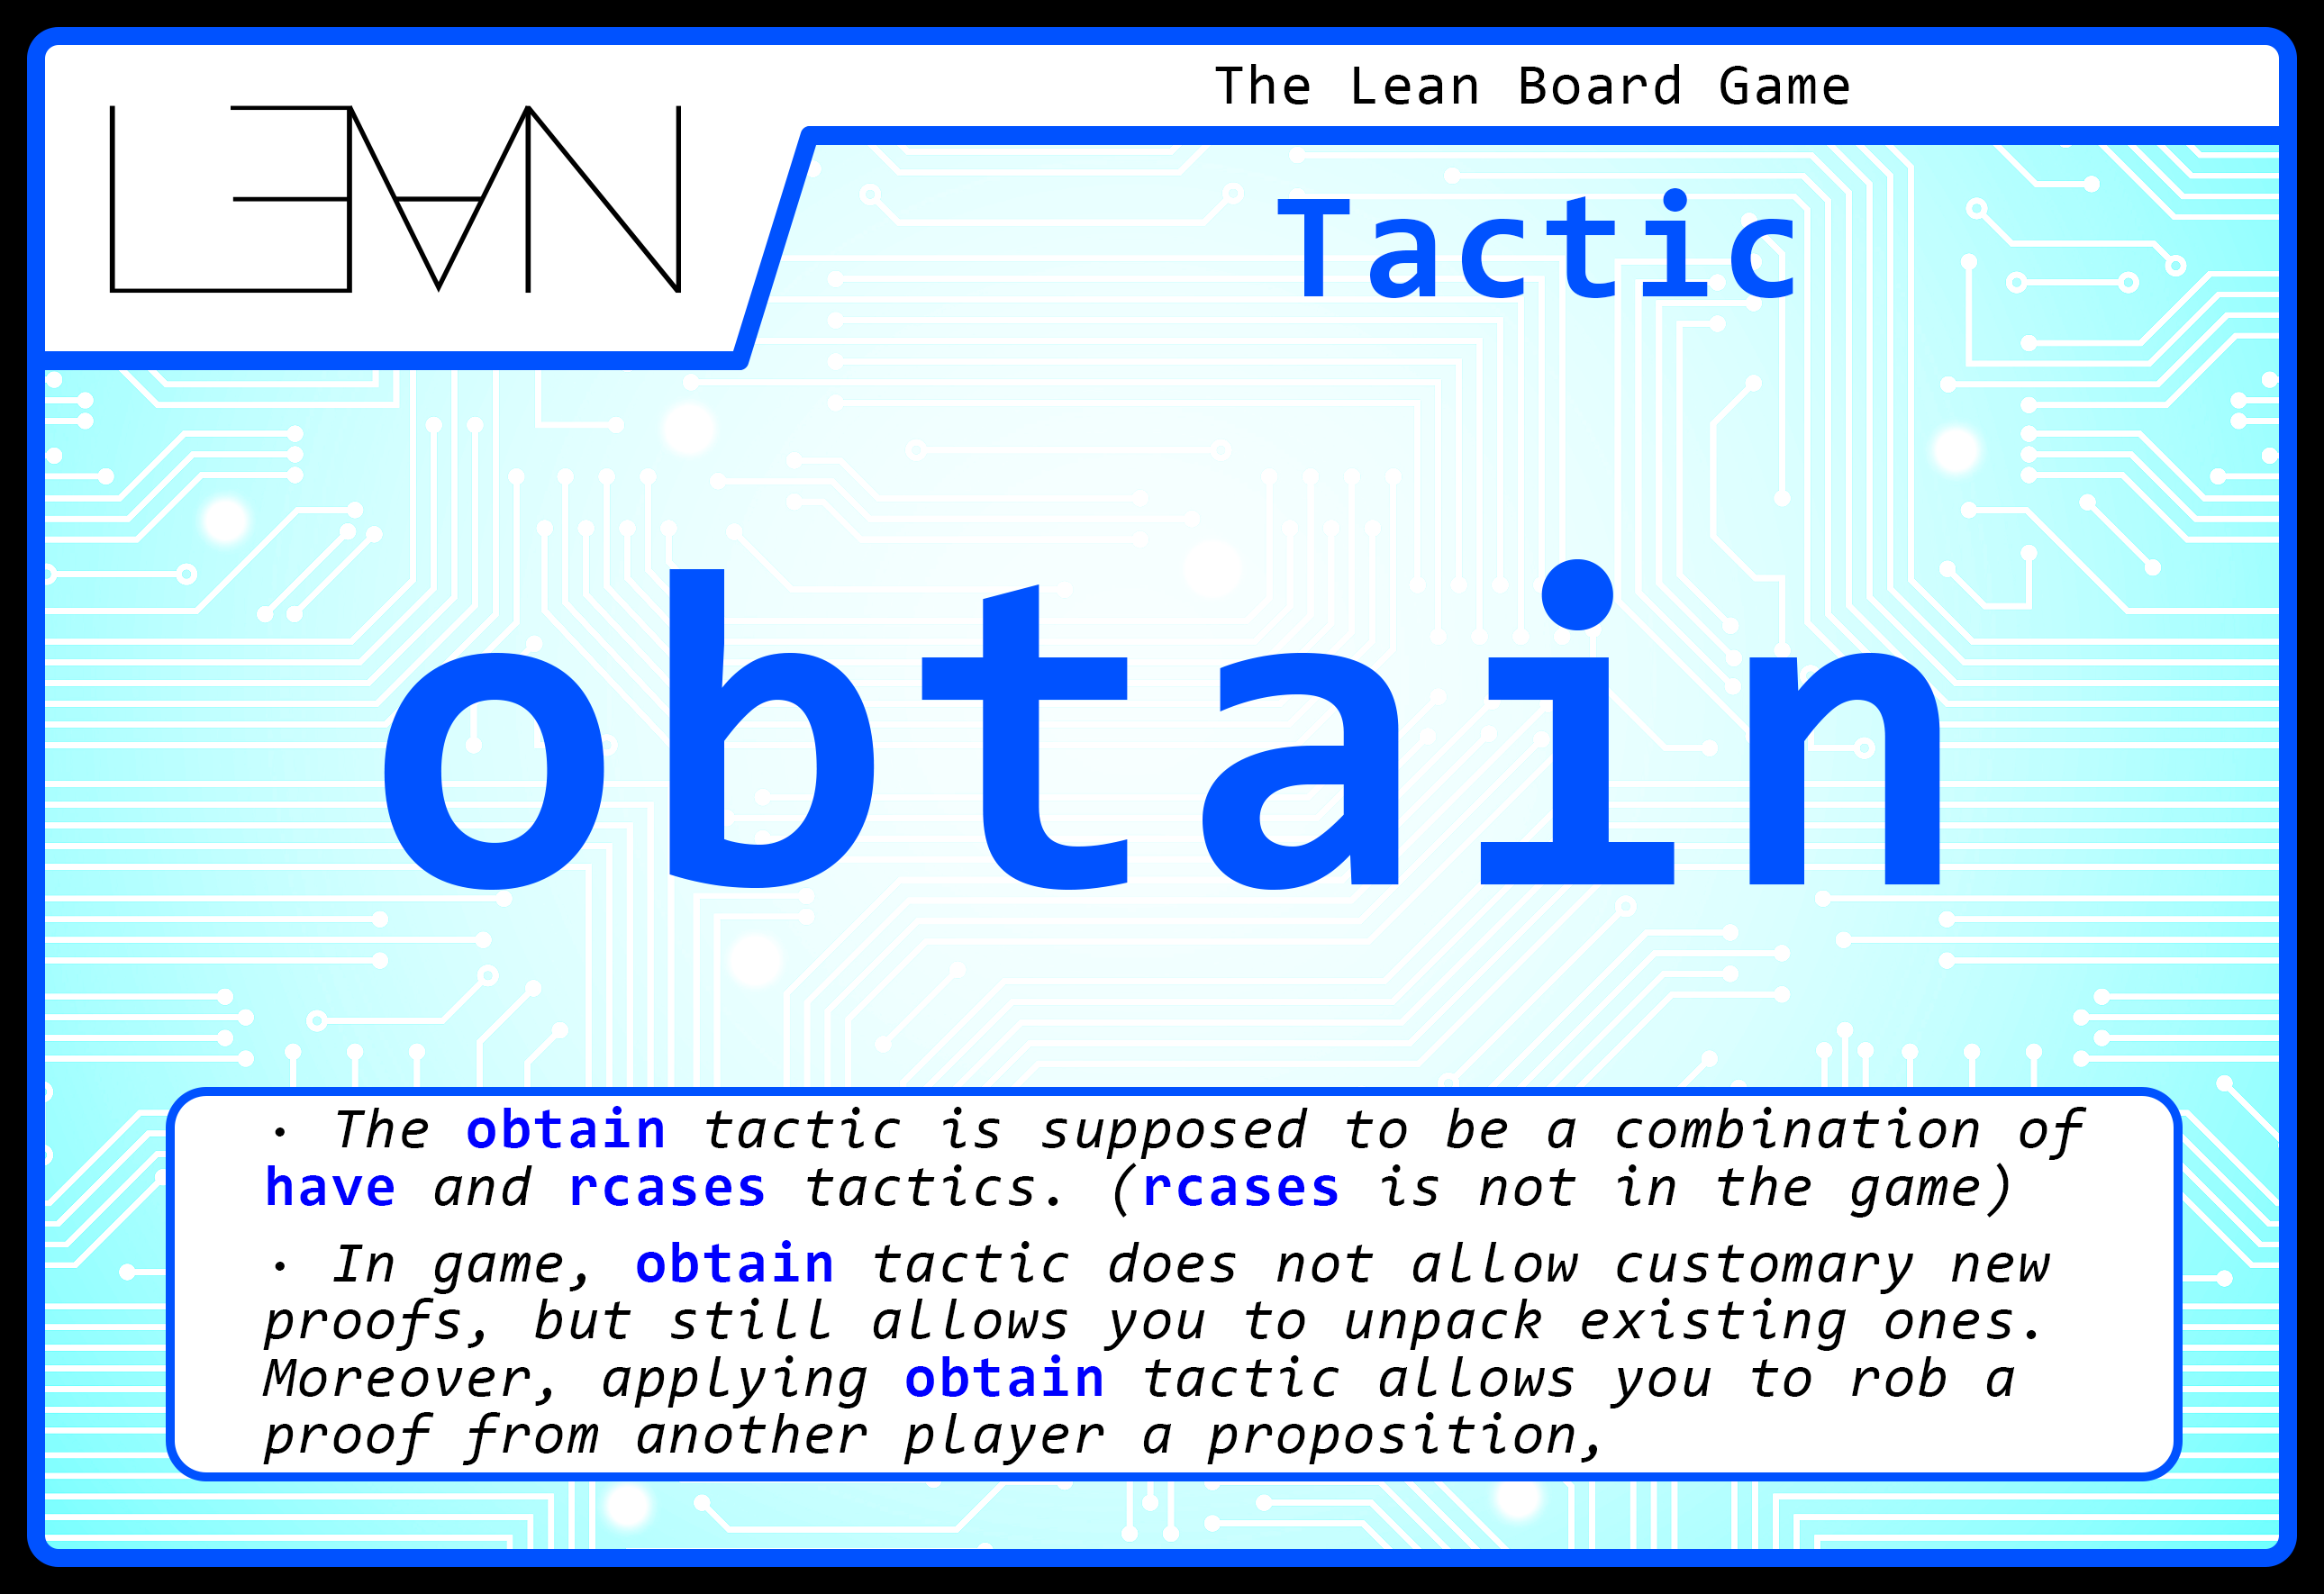 LEAN
The Lean Board Game
Tactic
obtain
· The obtain tactic is supposed to be a combination of
have and rcases tactics. (rcases is not in the game)
· In game, obtain tactic does not allow customary new
proofs, but still allows you to unpack existing ones.
Moreover, applying obtain tactic allows you to rob a
proof from another player a proposition,